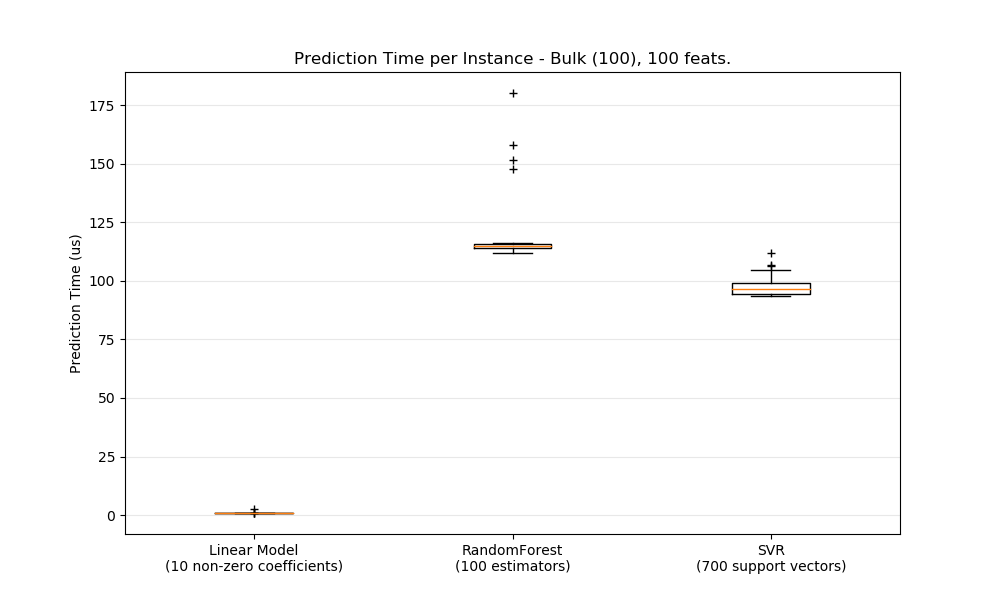 Prediction Time per Instance - Bulk (100), 100 feats.
Prediction Time (us)
175
150
125
100
75
50
25
0
Linear Model
(10 non-zero coefficients)
RandomForest
(100 estimators)
SVR
(700 support vectors)